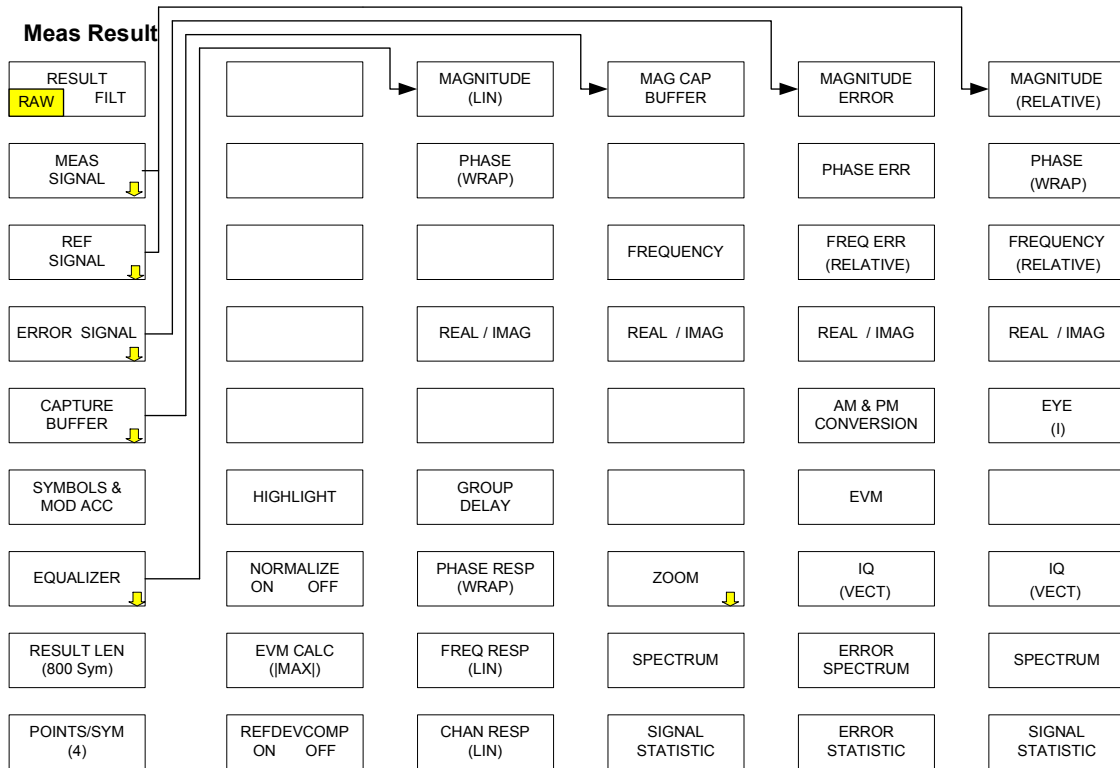 Meas Result
RESULT
RAW FILT
MEAS
SIGNAL
REF
SIGNAL
ERROR SIGNAL
CAPTURE
BUFFER
SYMBOLS &
MOD ACC
EQUALIZER
RESULT LEN
(800 Sym)
POINTS/SYM
(4)
HIGHLIGHT
NORMALIZE
ON OFF
EVM CALC
(|MAX|)
REFDEVCOMP
ON OFF
MAGNITUDE
(LIN)
PHASE
(WRAP)
REAL / IMAG
GROUP
DELAY
PHASE RESP
(WRAP)
FREQ RESP
(LIN)
CHAN RESP
(LIN)
MAG CAP
BUFFER
FREQUENCY
REAL / IMAG
ZOOM
SPECTRUM
SIGNAL
STATISTIC
MAGNITUDE
ERROR
PHASE ERR
FREQ ERR
(RELATIVE)
REAL / IMAG
AM & PM
CONVERSION
EVM
IQ
(VECT)
ERROR
SPECTRUM
ERROR
STATISTIC
MAGNITUDE
(RELATIVE)
PHASE
(WRAP)
FREQUENCY
(RELATIVE)
REAL / IMAG
EYE
(I)
IQ
(VECT)
SPECTRUM
SIGNAL
STATISTIC